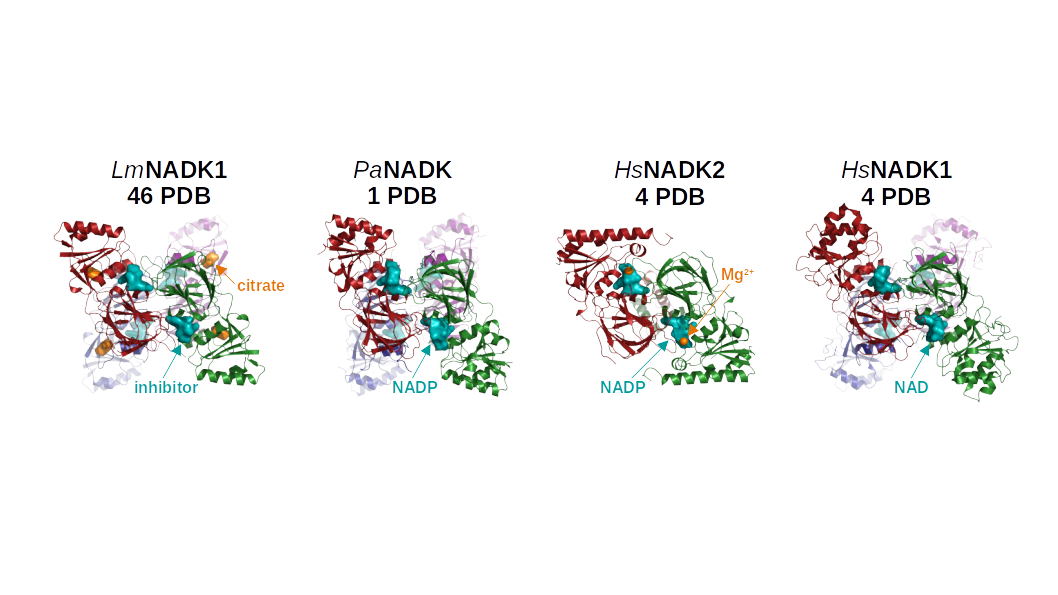 LmNADK1
46 PDB
PaNADK
1 PDB
HsNADK2
4 PDB
HsNADK1
4 PDB
citrate
inhibitor
NADP
Mg²⁺
NADP
NAD